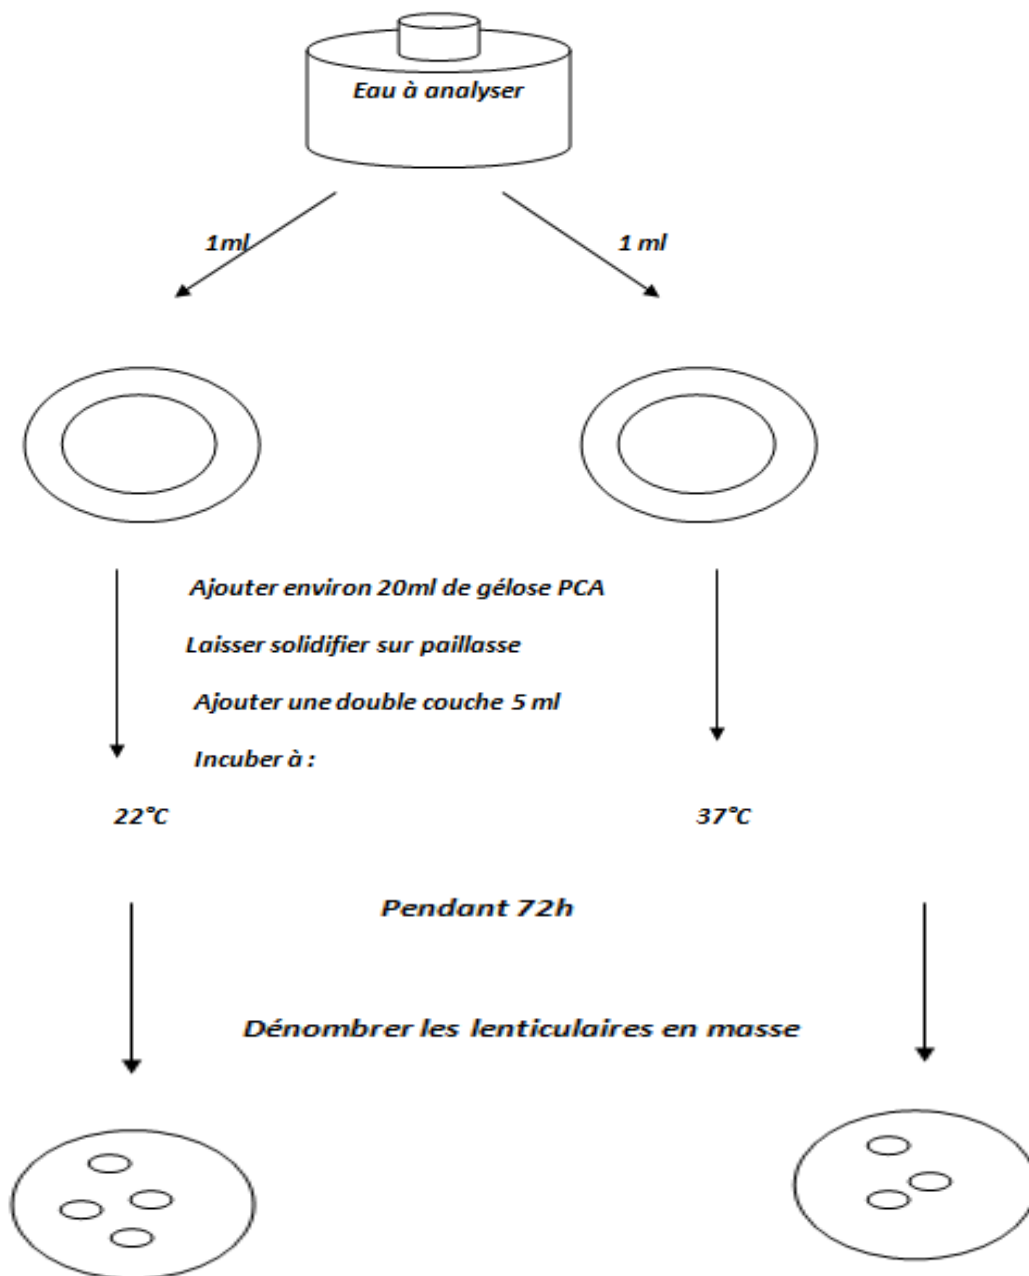 Eau à analyser
1ml
1 ml
Ajouter environ 20ml de gélose PCA
Laisser solidifier sur paillasse
Ajouter une double couche 5 ml
Incuber à :
22°C
37°C
Pendant 72h
Dénombrer les lenticulaires en masse